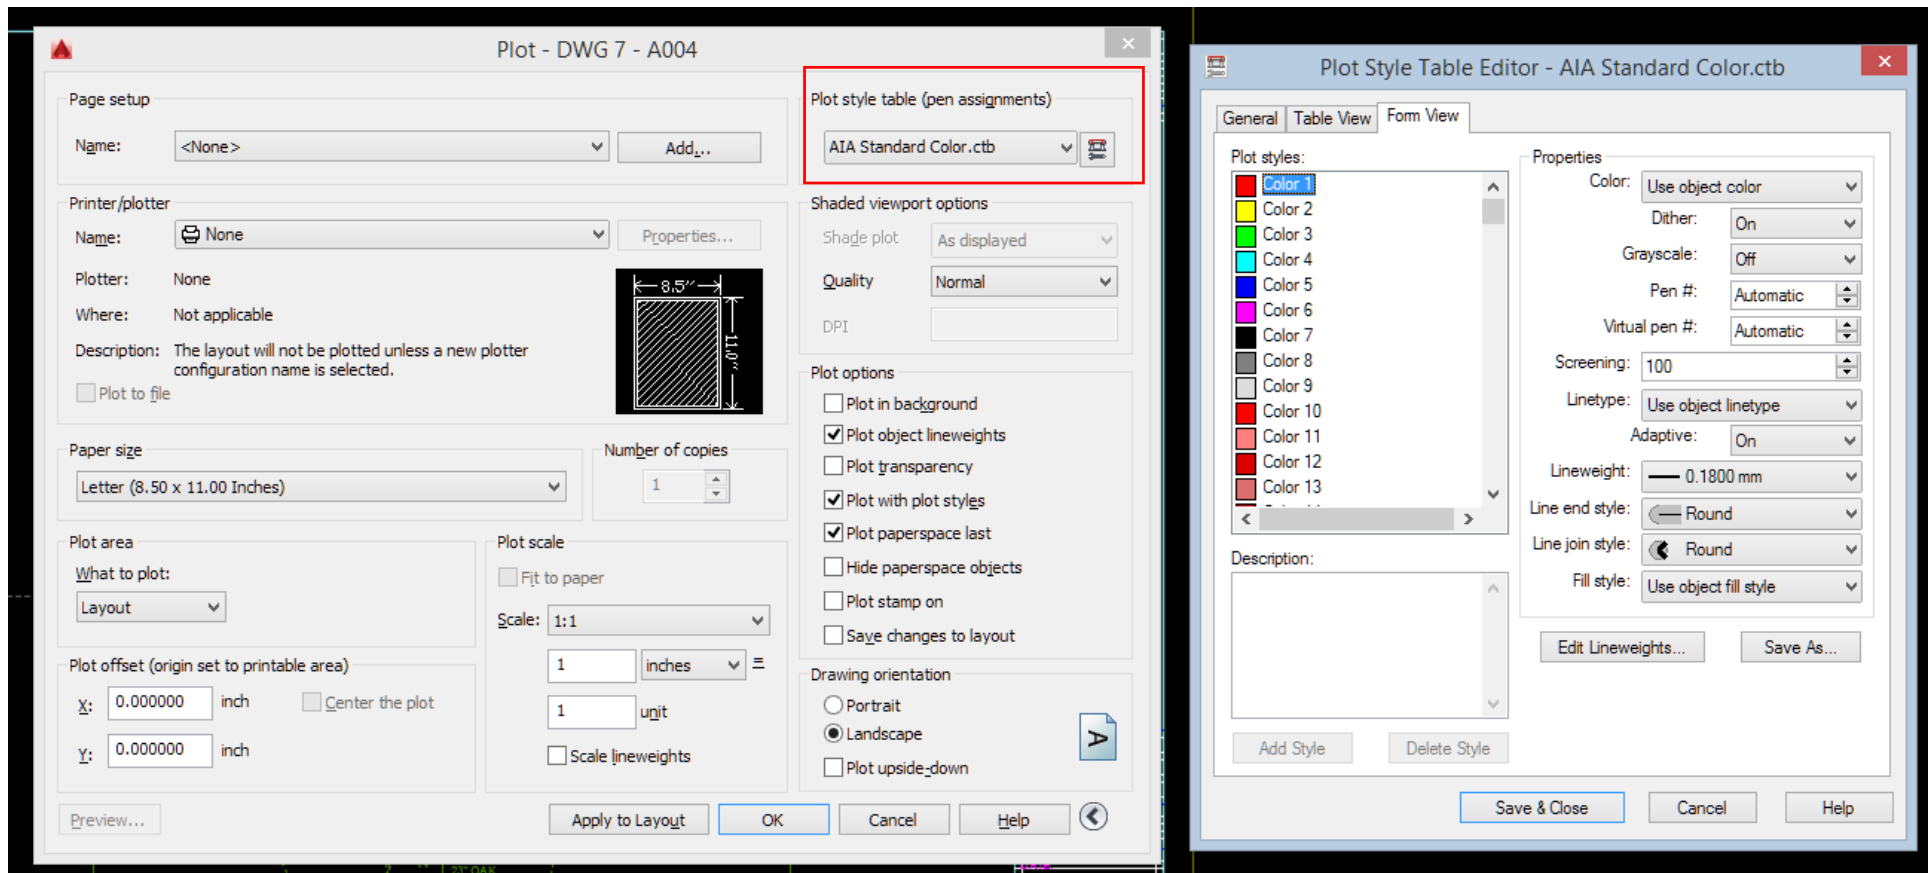 Plot - DWG 7 - A004
Page setup
Name:
<None>
Add...
Printer/plotter
Name:
None
Properties...
Plotter:
None
Where:
Not applicable
Description:
The layout will not be plotted unless a new plotter
configuration name is selected.
Plot to file
8.5''
11.0''
Paper size
Letter (8.50 x 11.00 Inches)
Number of copies
1
Plot area
What to plot:
Layout
Plot scale
Fit to paper
Scale:
1:1
1
inches
=
1
unit
Scale lineweights
Plot offset (origin set to printable area)
X:
0.000000
inch
Center the plot
Y:
0.000000
inch
Plot style table (pen assignments)
AIA Standard Color.ctb
Shaded viewport options
Shade plot
As displayed
Quality
Normal
DPI
Plot options
Plot in background
Plot object lineweights
Plot transparency
Plot with plot styles
Plot paperspace last
Hide paperspace objects
Plot stamp on
Save changes to layout
Drawing orientation
Portrait
Landscape
Plot upside-down
A
Preview...
Apply to Layout
OK
Cancel
Help
23" OAK
Plot Style Table Editor - AIA Standard Color.ctb
General
Table View
Form View
Plot styles:
Color 1
Color 2
Color 3
Color 4
Color 5
Color 6
Color 7
Color 8
Color 9
Color 10
Color 11
Color 12
Color 13
Description:
Add Style
Delete Style
Properties
Color:
Use object color
Dither:
On
Grayscale:
Off
Pen #:
Automatic
Virtual pen #:
Automatic
Screening:
100
Linetype:
Use object linetype
Adaptive:
On
Lineweight:
0.1800 mm
Line end style:
Round
Line join style:
Round
Fill style:
Use object fill style
Edit Lineweights...
Save As...
Save & Close
Cancel
Help